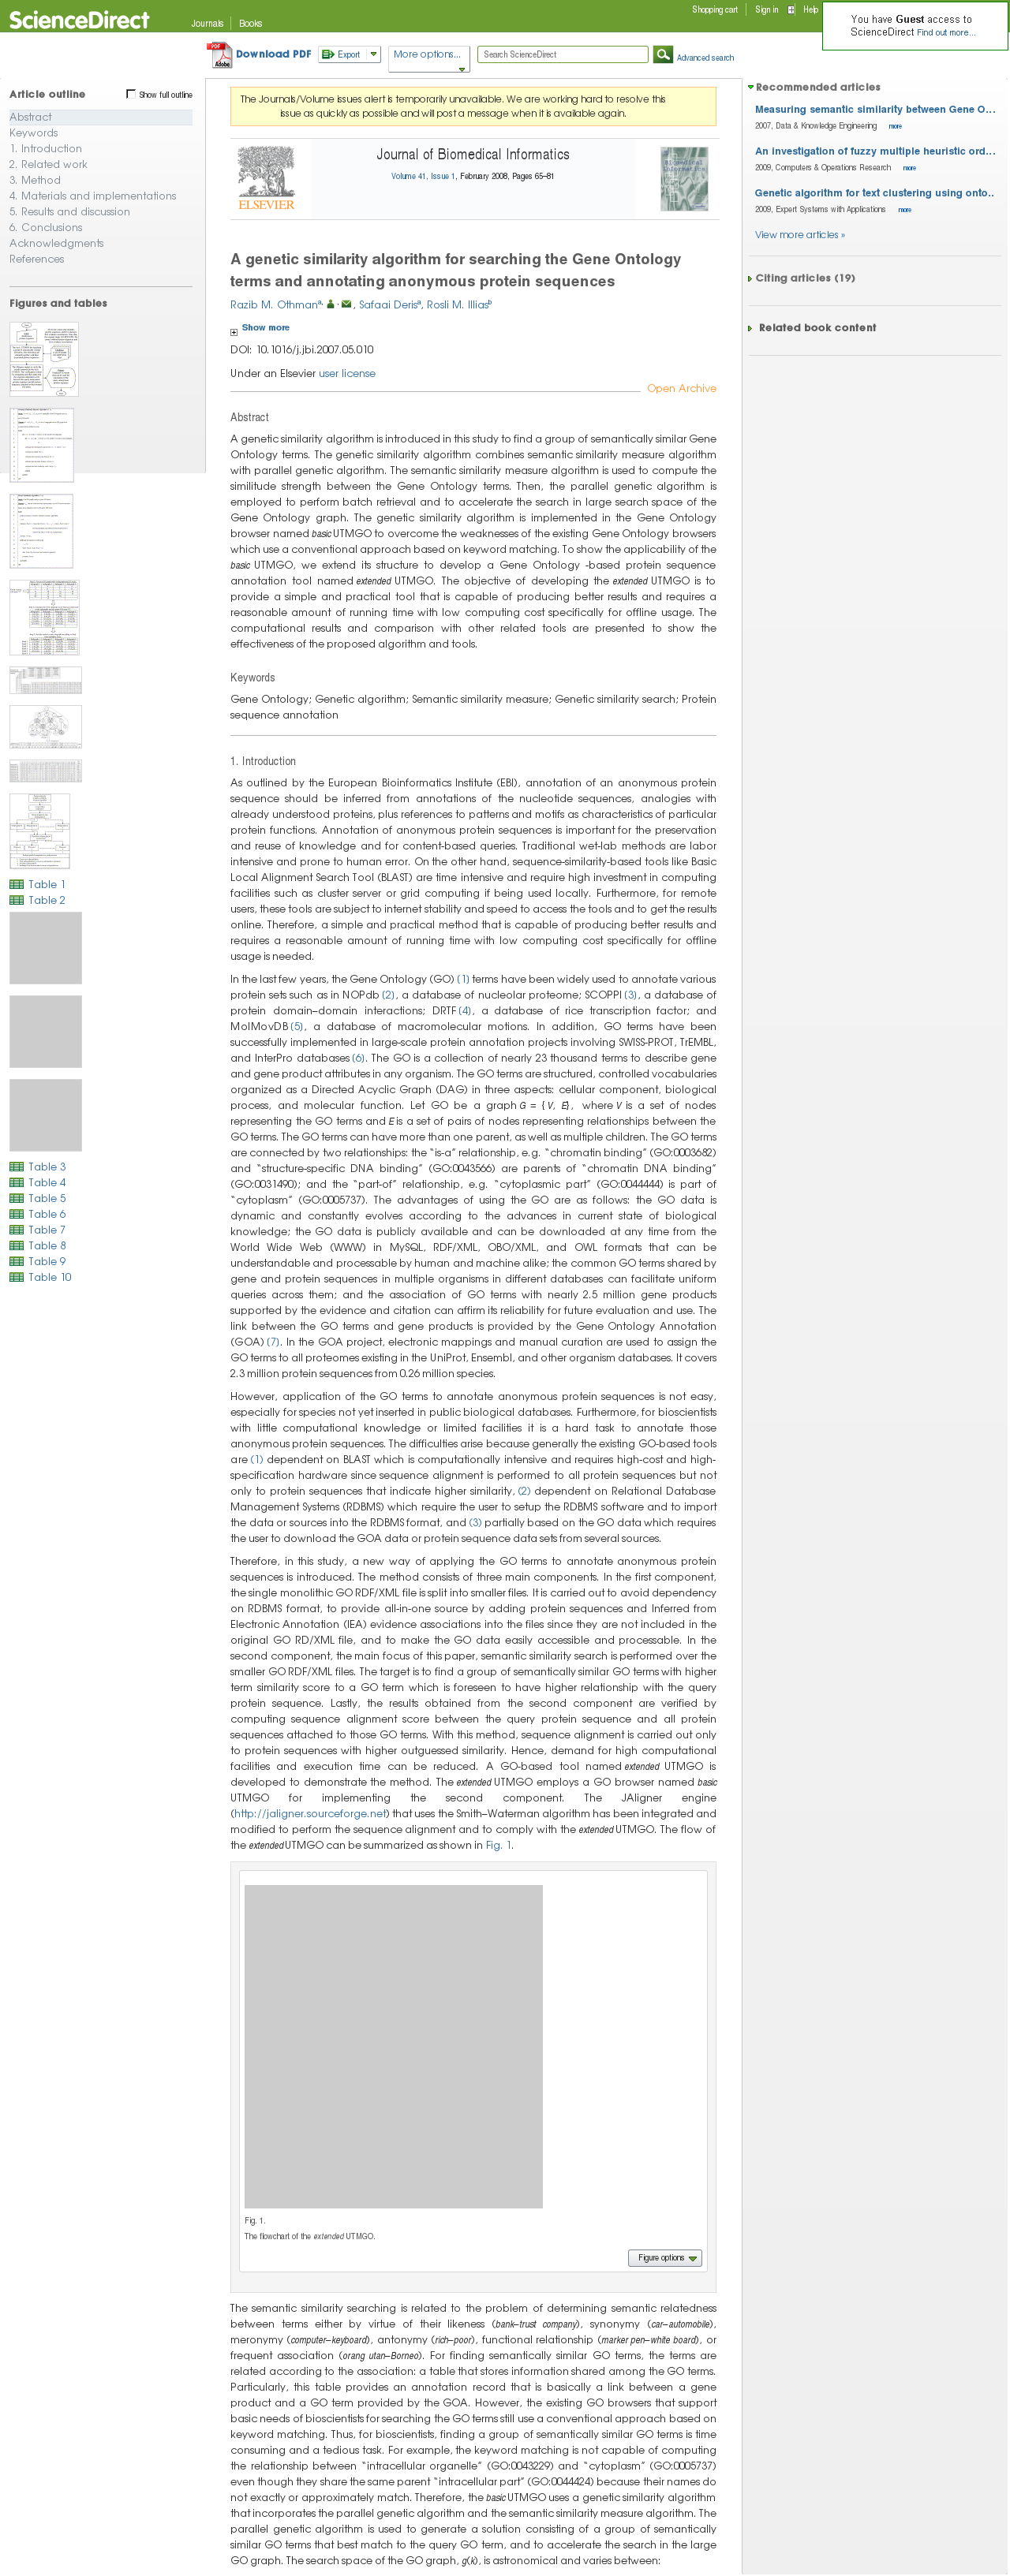 ScienceDirect
Journals
Books
Shopping cart
Sign in
Help
You have Guest access to
ScienceDirect Find out more...
Download PDF
Export
More options...
Search ScienceDirect
Advanced search
Article outline
Show full outline
Abstract
Keywords
1. Introduction
2. Related work
3. Method
4. Materials and implementations
5. Results and discussion
6. Conclusions
Acknowledgments
References
Figures and tables
Table 1
Table 2
Table 3
Table 4
Table 5
Table 6
Table 7
Table 8
Table 9
Table 10
The Journals/Volume issues alert is temporarily unavailable. We are working hard to resolve this
issue as quickly as possible and will post a message when it is available again.
ELSEVIER
Journal of Biomedical Informatics
Volume 41, Issue 1, February 2008, Pages 65–81
A genetic similarity algorithm for searching the Gene Ontology
terms and annotating anonymous protein sequences
Razib M. Othmana, , Safaai Derisa, Rosli M. Illiasb
Show more
DOI: 10.1016/j.jbi.2007.05.010
Under an Elsevier user license
Open Archive
Abstract
A genetic similarity algorithm is introduced in this study to find a group of semantically similar Gene
Ontology terms. The genetic similarity algorithm combines semantic similarity measure algorithm
with parallel genetic algorithm. The semantic similarity measure algorithm is used to compute the
similitude strength between the Gene Ontology terms. Then, the parallel genetic algorithm is
employed to perform batch retrieval and to accelerate the search in large search space of the
Gene Ontology graph. The genetic similarity algorithm is implemented in the Gene Ontology
browser named basic UTMGO to overcome the weaknesses of the existing Gene Ontology browsers
which use a conventional approach based on keyword matching. To show the applicability of the
basic UTMGO, we extend its structure to develop a Gene Ontology -based protein sequence
annotation tool named extended UTMGO. The objective of developing the extended UTMGO is to
provide a simple and practical tool that is capable of producing better results and requires a
reasonable amount of running time with low computing cost specifically for offline usage. The
computational results and comparison with other related tools are presented to show the
effectiveness of the proposed algorithm and tools.
Keywords
Gene Ontology; Genetic algorithm; Semantic similarity measure; Genetic similarity search; Protein
sequence annotation
1. Introduction
As outlined by the European Bioinformatics Institute (EBI), annotation of an anonymous protein
sequence should be inferred from annotations of the nucleotide sequences, analogies with
already understood proteins, plus references to patterns and motifs as characteristics of particular
protein functions. Annotation of anonymous protein sequences is important for the preservation
and reuse of knowledge and for content-based queries. Traditional wet-lab methods are labor
intensive and prone to human error. On the other hand, sequence-similarity-based tools like Basic
Local Alignment Search Tool (BLAST) are time intensive and require high investment in computing
facilities such as cluster server or grid computing if being used locally. Furthermore, for remote
users, these tools are subject to internet stability and speed to access the tools and to get the results
online. Therefore, a simple and practical method that is capable of producing better results and
requires a reasonable amount of running time with low computing cost specifically for offline
usage is needed.
In the last few years, the Gene Ontology (GO) [1] terms have been widely used to annotate various
protein sets such as in NOPdb [2], a database of nucleolar proteome; SCOPPI [3], a database of
protein domain–domain interactions; DRTF [4], a database of rice transcription factor; and
MolMovDB [5], a database of macromolecular motions. In addition, GO terms have been
successfully implemented in large-scale protein annotation projects involving SWISS-PROT, TrEMBL,
and InterPro databases [6]. The GO is a collection of nearly 23 thousand terms to describe gene
and gene product attributes in any organism. The GO terms are structured, controlled vocabularies
organized as a Directed Acyclic Graph (DAG) in three aspects: cellular component, biological
process, and molecular function. Let GO be a graph G = { V, E}, where V is a set of nodes
representing the GO terms and E is a set of pairs of nodes representing relationships between the
GO terms. The GO terms can have more than one parent, as well as multiple children. The GO terms
are connected by two relationships: the “is-a” relationship, e.g. “chromatin binding” (GO:0003682)
and “structure-specific DNA binding” (GO:0043566) are parents of “chromatin DNA binding”
(GO:0031490); and the “part-of” relationship, e.g. “cytoplasmic part” (GO:0044444) is part of
“cytoplasm” (GO:0005737). The advantages of using the GO are as follows: the GO data is
dynamic and constantly evolves according to the advances in current state of biological
knowledge; the GO data is publicly available and can be accessed at any time from the
World Wide Web (WWW) in MySQL, RDF/XML, OBO/XML, and OWL formats that can be
understandable and processable by human and machine alike; the common GO terms shared by
gene and protein sequences in multiple organisms in different databases can facilitate uniform
queries across them; and the association of GO terms with nearly 2.5 million gene products
supported by the evidence and citation can affirm its reliability for future evaluation and use. The
link between the GO terms and gene products is provided by the Gene Ontology Annotation
(GOA) [7]. In the GOA project, electronic mappings and manual curation are used to assign the
GO terms to all proteomes existing in the UniProt, Ensembl, and other organism databases. It covers
2.3 million protein sequences from 0.26 million species.
However, application of the GO terms to annotate anonymous protein sequences is not easy,
especially for species not yet inserted in public biological databases. Furthermore, for bioscientists
with little computational knowledge or limited facilities it is a hard task to annotate those
anonymous protein sequences. The difficulties arise because generally the existing GO-based tools
are (1) dependent on BLAST which is computationally intensive and requires high-cost and high-
specification hardware since sequence alignment is performed to all protein sequences but not
only to protein sequences that indicate higher similarity, (2) dependent on Relational Database
Management Systems (RDBMS) which require the user to setup the RDBMS software and to import
the data or sources into the RDBMS format, and (3) partially based on the GO data which requires
the user to download the GOA data or protein sequence data sets from several sources.
Therefore, in this study, a new way of applying the GO terms to annotate anonymous protein
sequences is introduced. The method consists of three main components. In the first component,
the single monolithic GO RDF/XML file is split into smaller files. It is carried out to avoid dependency
on RDBMS format, to provide all-in-one source by adding protein sequences and Inferred from
Electronic Annotation (IEA) evidence associations into the files since they are not included in the
original GO RD/XML file, and to make the GO data easily accessible and processable. In the
second component, the main focus of this paper, semantic similarity search is performed over the
smaller GO RDF/XML files. The target is to find a group of semantically similar GO terms with higher
term similarity score to a GO term which is foreseen to have higher relationship with the query
protein sequence. Lastly, the results obtained from the second component are verified by
computing sequence alignment score between the query protein sequence and all protein
sequences attached to those GO terms. With this method, sequence alignment is carried out only
to protein sequences with higher outguessed similarity. Hence, demand for high computational
facilities and execution time can be reduced. A GO-based tool named extended UTMGO is
developed to demonstrate the method. The extended UTMGO employs a GO browser named basic
UTMGO for implementing the second component. The JAligner engine
(http://jaligner.sourceforge.net) that uses the Smith–Waterman algorithm has been integrated and
modified to perform the sequence alignment and to comply with the extended UTMGO. The flow of
the extended UTMGO can be summarized as shown in Fig. 1.
Fig. 1.
The flowchart of the extended UTMGO.
Figure options
The semantic similarity searching is related to the problem of determining semantic relatedness
between terms either by virtue of their likeness (bank–trust company), synonymy (car–automobile),
meronymy (computer–keyboard), antonymy (rich–poor), functional relationship (marker pen–white board), or
frequent association (orang utan–Borneo). For finding semantically similar GO terms, the terms are
related according to the association: a table that stores information shared among the GO terms.
Particularly, this table provides an annotation record that is basically a link between a gene
product and a GO term provided by the GOA. However, the existing GO browsers that support
basic needs of bioscientists for searching the GO terms still use a conventional approach based on
keyword matching. Thus, for bioscientists, finding a group of semantically similar GO terms is time
consuming and a tedious task. For example, the keyword matching is not capable of computing
the relationship between “intracellular organelle” (GO:0043229) and “cytoplasm” (GO:0005737)
even though they share the same parent “intracellular part” (GO:0044424) because their names do
not exactly or approximately match. Therefore, the basic UTMGO uses a genetic similarity algorithm
that incorporates the parallel genetic algorithm and the semantic similarity measure algorithm. The
parallel genetic algorithm is used to generate a solution consisting of a group of semantically
similar GO terms that best match to the query GO term, and to accelerate the search in the large
GO graph. The search space of the GO graph, g(k), is astronomical and varies between:
Recommended articles
Measuring semantic similarity between Gene O...
2007, Data & Knowledge Engineering more
An investigation of fuzzy multiple heuristic ord...
2009, Computers & Operations Research more
Genetic algorithm for text clustering using onto..
2009, Expert Systems with Applications more
View more articles »
Citing articles (19)
Related book content